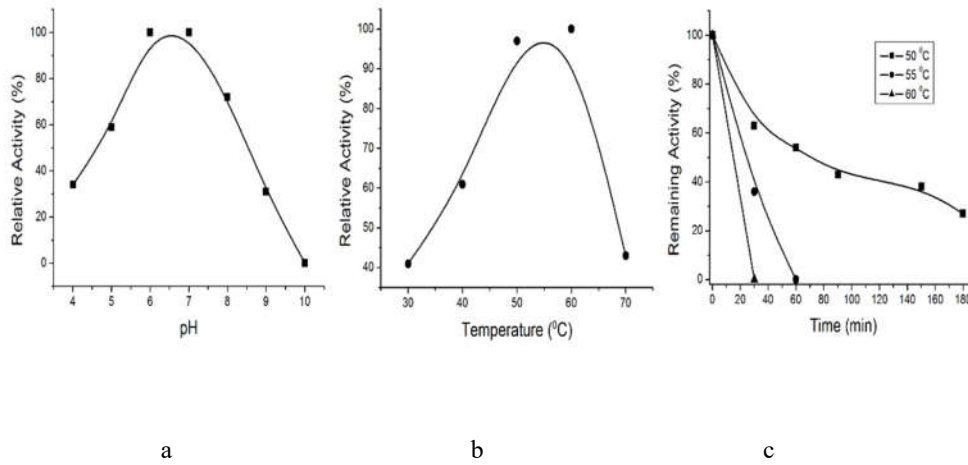 Relative Activity (%)
100
80
60
40
20
0
4 5 6 7 8 9 10
pH
Relative Activity (%)
100
90
80
70
60
50
40
30 40 50 60 70
Temperature (⁰C)
Remaining Activity (%)
100
80
60
40
20
0
0 20 40 60 80 100 120 140 160 180
Time (min)
50 ⁰C
55 ⁰C
60 ⁰C
a b c